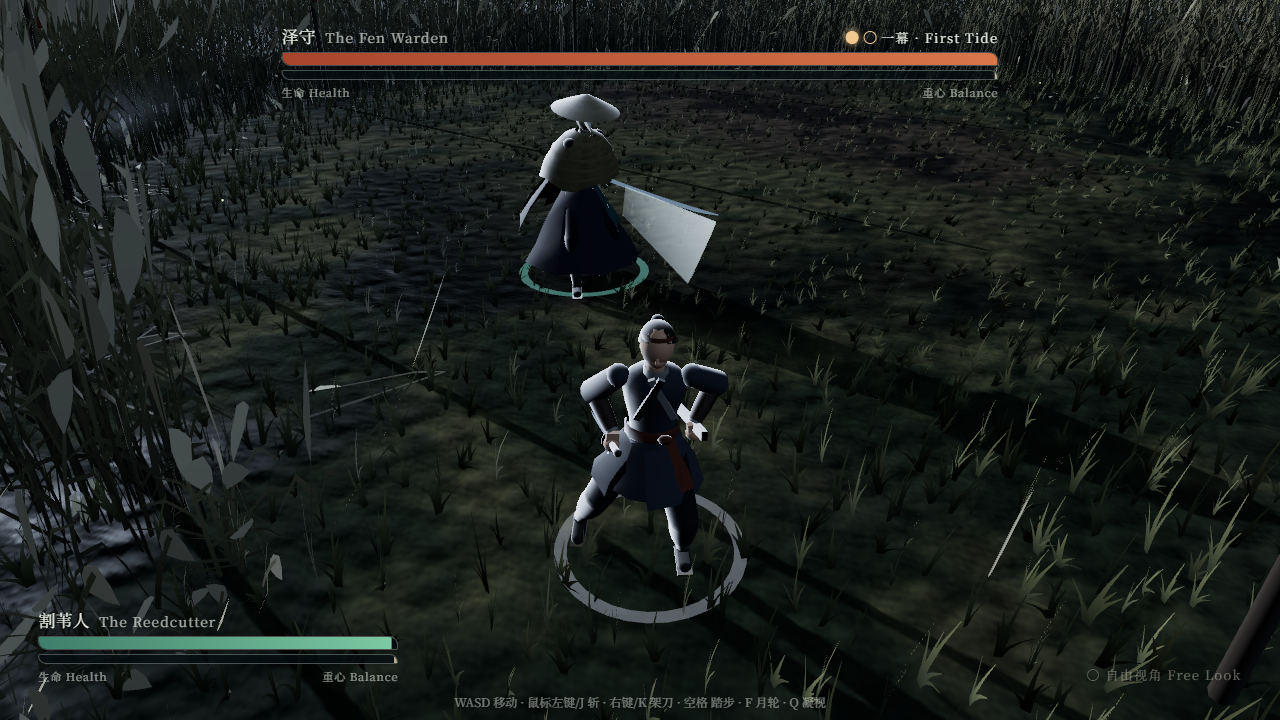 泽守 The Fen Warden
一幕 · First Tide
生命 Health
重心 Balance
割苇人 The Reedcutter
生命 Health
重心 Balance
自由视角 Free Look
WASD 移动 · 鼠标左键/J 斩 · 右键/K 架刀 · 空格 踏步 · F 月轮 · Q 凝视